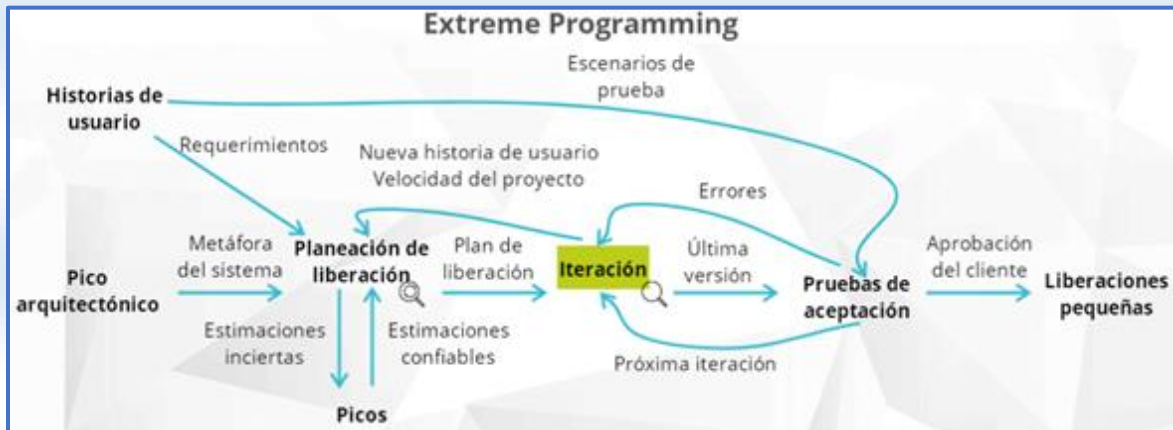 Extreme Programming
Escenarios de
prueba
Historias de
usuario
Requerimientos
Nueva historia de usuario
Velocidad del proyecto
Errores
Metáfora
del sistema
Planeación de
liberación
Plan de
liberación
Iteración
Última
versión
Aprobación
del cliente
Pico
arquitectónico
Pruebas de
aceptación
Liberaciones
pequeñas
Estimaciones
inciertas
Estimaciones
confiables
Próxima iteración
Picos